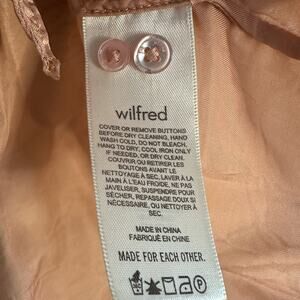 wilfred
COVER OR REMOVE BUTTONS
BEFORE DRY CLEANING, HAND
WASH COLD, DO NOT BLEACH,
HANG TO DRY, COOL IRON ONLY
IF NEEDED, OR DRY CLEAN.
COUVRIR OU RETIRER LES
BOUTONS AVANT LE
NETTOYAGE À SEC, LAVER À LA
MAIN À L'EAU FROIDE, NE PAS
JAVELISER, SUSPENDRE POUR
SÉCHER, REPASSAGE DOUX SI
NÉCESSAIRE, OU NETTOYER À
SEC.
MADE IN CHINA
FABRIQUÉ EN CHINE
MADE FOR EACH OTHER.